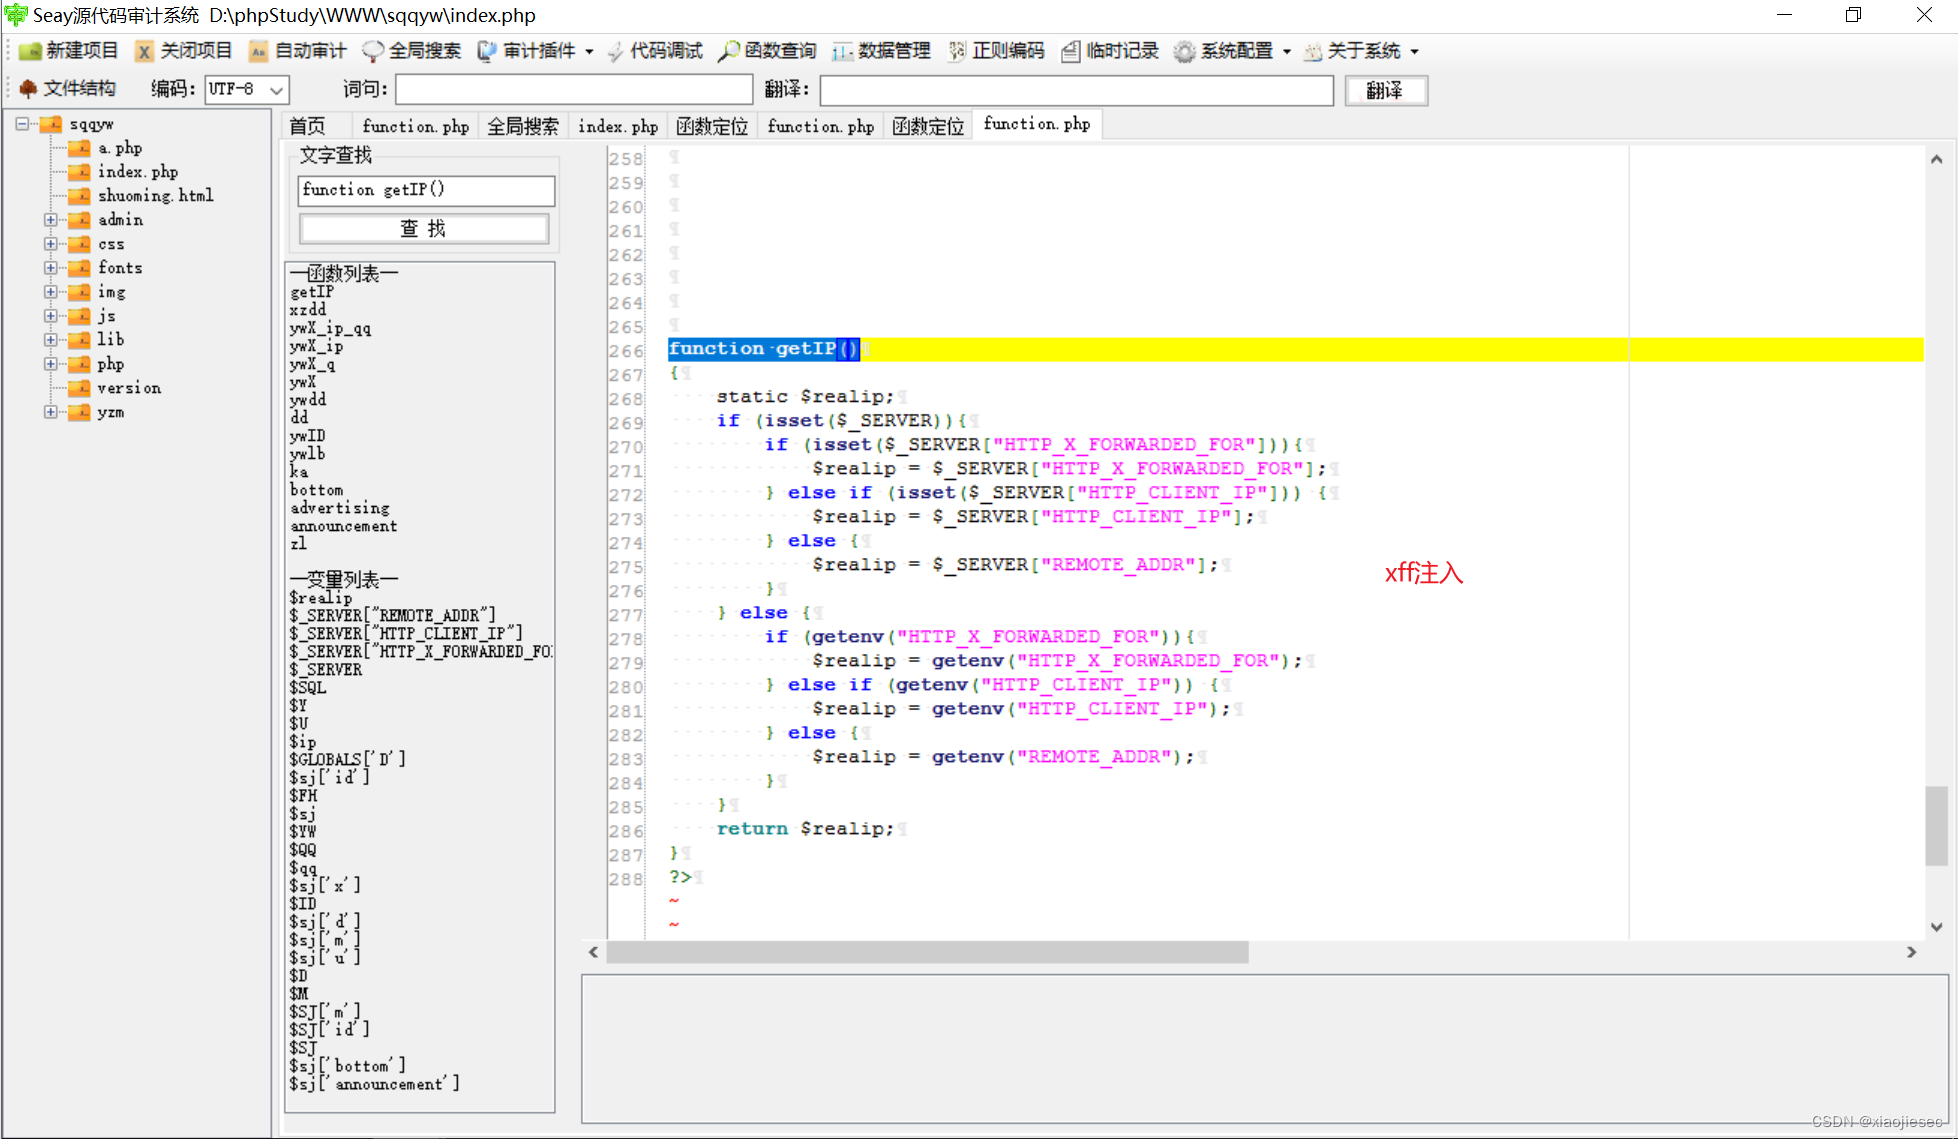 Seay源代码审计系统 D:\phpStudy\WWW\sqqyw\index.php
新建项目 关闭项目 自动审计 全局搜索 审计插件 代码调试 函数查询 数据管理 正则编码 临时记录 系统配置 关于系统
文件结构 编码: UTF-8 词句: 翻译: 翻译
sqqyw
a.php
index.php
shuoming.html
admin
css
fonts
img
js
lib
php
version
yzm
首页 function.php 全局搜索 index.php 函数定位 function.php 函数定位 function.php
文字查找
function getIP()
查 找
—函数列表—
getIP
xzdd
ywX_ip_qq
ywX_ip
ywX_q
ywX
ywdd
dd
ywID
ywlb
ka
bottom
advertising
announcement
zl
—变量列表—
$realip
$_SERVER["REMOTE_ADDR"]
$_SERVER["HTTP_CLIENT_IP"]
$_SERVER["HTTP_X_FORWARDED_FO
$_SERVER
$SQL
$Y
$U
$ip
$GLOBALS['D']
$sj['id']
$FH
$sj
$YW
$QQ
$qq
$sj['x']
$ID
$sj['d']
$sj['m']
$sj['u']
$D
$M
$SJ['m']
$SJ['id']
$SJ
$sj['bottom']
$sj['announcement']
258 ¶
259 ¶
260 ¶
261 ¶
262 ¶
263 ¶
264 ¶
265 ¶
266 function·getIP()¶
267 {¶
268 static $realip;¶
269 if (isset($_SERVER)){¶
270 if (isset($_SERVER["HTTP_X_FORWARDED_FOR"])){¶
271 $realip = $_SERVER["HTTP_X_FORWARDED_FOR"];¶
272 } else if (isset($_SERVER["HTTP_CLIENT_IP"])) {¶
273 $realip = $_SERVER["HTTP_CLIENT_IP"];¶
274 } else {¶
275 $realip = $_SERVER["REMOTE_ADDR"];¶
276 }¶
277 } else {¶
278 if (getenv("HTTP_X_FORWARDED_FOR")){¶
279 $realip = getenv("HTTP_X_FORWARDED_FOR");¶
280 } else if (getenv("HTTP_CLIENT_IP")) {¶
281 $realip = getenv("HTTP_CLIENT_IP");¶
282 } else {¶
283 $realip = getenv("REMOTE_ADDR");¶
284 }¶
285 }¶
286 return $realip;¶
287 }¶
288 ?>¶
~
~
xff注入
CSDN @xiaojiesec